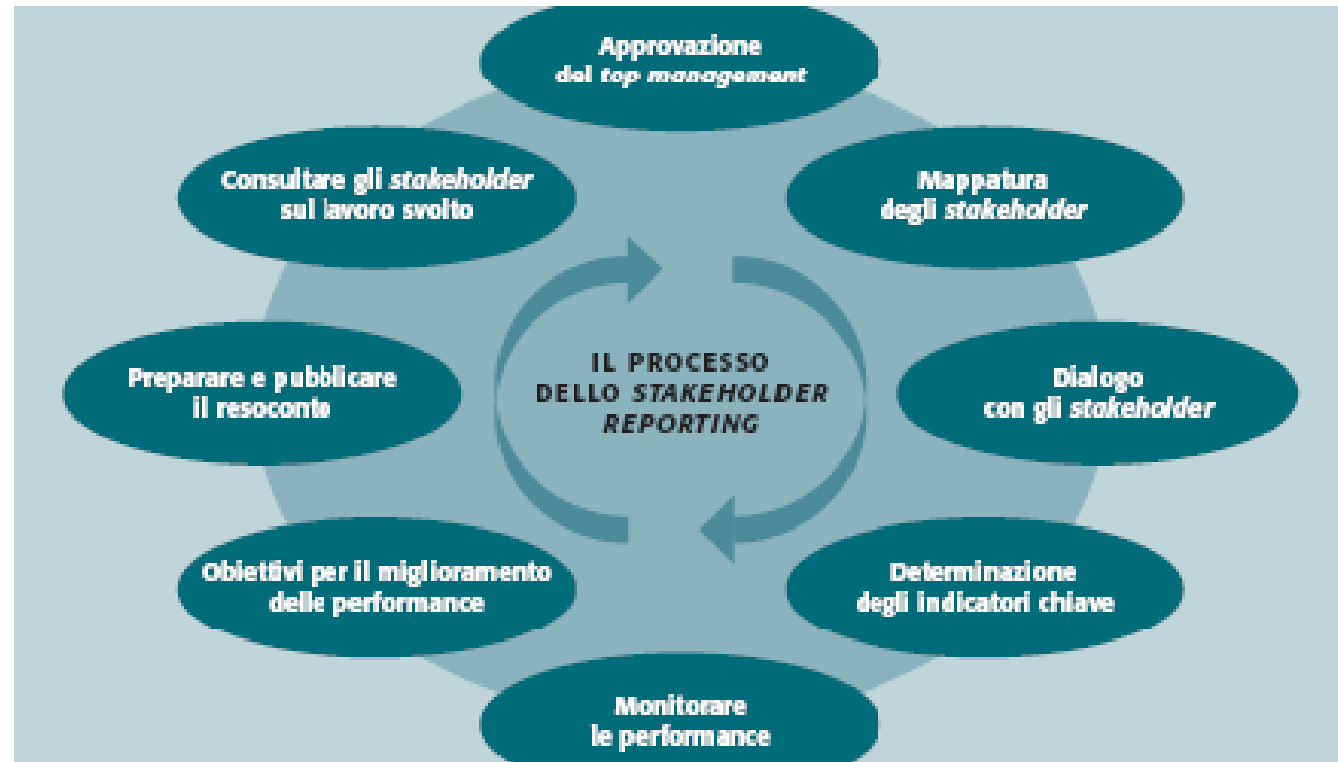 Approvazione
del top management
Mappatura
degli stakeholder
Dialogo
con gli stakeholder
Determinazione
degli indicatori chiave
Monitorare
le performance
Obiettivi per il miglioramento
delle performance
Preparare e pubblicare
il resoconto
Consultare gli stakeholder
sul lavoro svolto
IL PROCESSO
DELLO STAKEHOLDER
REPORTING